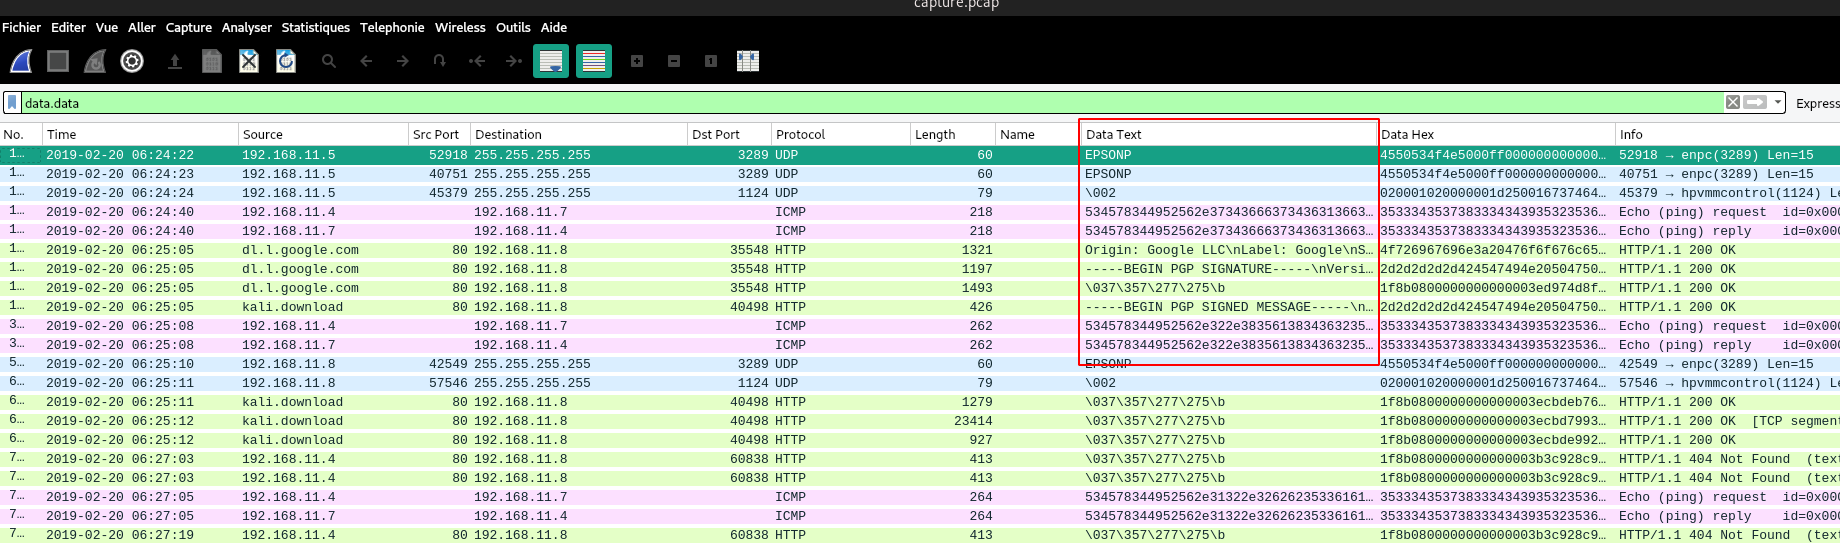 capture.pcap
Fichier Editer Vue Aller Capture Analyser Statistiques Telephonie Wireless Outils Aide
data.data Express
No. Time Source Src Port Destination Dst Port Protocol Length Name Data Text Data Hex Info
1… 2019-02-20 06:24:22 192.168.11.5 52918 255.255.255.255 3289 UDP 60 EPSONP 4550534f4e5000ff000000000000… 52918 → enpc(3289) Len=15
1… 2019-02-20 06:24:23 192.168.11.5 40751 255.255.255.255 3289 UDP 60 EPSONP 4550534f4e5000ff000000000000… 40751 → enpc(3289) Len=15
1… 2019-02-20 06:24:24 192.168.11.5 45379 255.255.255.255 1124 UDP 79 \002 020001020000001d250016737464… 45379 → hpvmmcontrol(1124) Le
1… 2019-02-20 06:24:40 192.168.11.4 192.168.11.7 ICMP 218 534578344952562e37343666373436313663… 3533343537383334343935323536… Echo (ping) request id=0x000
1… 2019-02-20 06:24:40 192.168.11.7 192.168.11.4 ICMP 218 534578344952562e37343666373436313663… 3533343537383334343935323536… Echo (ping) reply id=0x000
1… 2019-02-20 06:25:05 dl.l.google.com 80 192.168.11.8 35548 HTTP 1321 Origin: Google LLC\nLabel: Google\nS… 4f726967696e3a20476f6f676c65… HTTP/1.1 200 OK
1… 2019-02-20 06:25:05 dl.l.google.com 80 192.168.11.8 35548 HTTP 1197 -----BEGIN PGP SIGNATURE-----\nVersi… 2d2d2d2d2d424547494e20504750… HTTP/1.1 200 OK
1… 2019-02-20 06:25:05 dl.l.google.com 80 192.168.11.8 35548 HTTP 1493 \037\357\277\275\b 1f8b0800000000000003ed974d8f… HTTP/1.1 200 OK
1… 2019-02-20 06:25:05 kali.download 80 192.168.11.8 40498 HTTP 426 -----BEGIN PGP SIGNED MESSAGE-----\n… 2d2d2d2d2d424547494e20504750… HTTP/1.1 200 OK
3… 2019-02-20 06:25:08 192.168.11.4 192.168.11.7 ICMP 262 534578344952562e322e3835613834363235… 3533343537383334343935323536… Echo (ping) request id=0x000
3… 2019-02-20 06:25:08 192.168.11.7 192.168.11.4 ICMP 262 534578344952562e322e3835613834363235… 3533343537383334343935323536… Echo (ping) reply id=0x000
5… 2019-02-20 06:25:10 192.168.11.8 42549 255.255.255.255 3289 UDP 60 EPSONP 4550534f4e5000ff000000000000… 42549 → enpc(3289) Len=15
6… 2019-02-20 06:25:11 192.168.11.8 57546 255.255.255.255 1124 UDP 79 \002 020001020000001d250016737464… 57546 → hpvmmcontrol(1124) Le
6… 2019-02-20 06:25:11 kali.download 80 192.168.11.8 40498 HTTP 1279 \037\357\277\275\b 1f8b0800000000000003ecbdeb76… HTTP/1.1 200 OK
6… 2019-02-20 06:25:12 kali.download 80 192.168.11.8 40498 HTTP 23414 \037\357\277\275\b 1f8b0800000000000003ecbd7993… HTTP/1.1 200 OK [TCP segment
6… 2019-02-20 06:25:12 kali.download 80 192.168.11.8 40498 HTTP 927 \037\357\277\275\b 1f8b0800000000000003ecbde992… HTTP/1.1 200 OK
7… 2019-02-20 06:27:03 192.168.11.4 80 192.168.11.8 60838 HTTP 413 \037\357\277\275\b 1f8b0800000000000003b3c928c9… HTTP/1.1 404 Not Found (text
7… 2019-02-20 06:27:03 192.168.11.4 80 192.168.11.8 60838 HTTP 413 \037\357\277\275\b 1f8b0800000000000003b3c928c9… HTTP/1.1 404 Not Found (text
7… 2019-02-20 06:27:05 192.168.11.4 192.168.11.7 ICMP 264 534578344952562e31322e32626235336161… 3533343537383334343935323536… Echo (ping) request id=0x000
7… 2019-02-20 06:27:05 192.168.11.7 192.168.11.4 ICMP 264 534578344952562e31322e32626235336161… 3533343537383334343935323536… Echo (ping) reply id=0x000
7… 2019-02-20 06:27:19 192.168.11.4 80 192.168.11.8 60838 HTTP 413 \037\357\277\275\b 1f8b0800000000000003b3c928c9… HTTP/1.1 404 Not Found (text